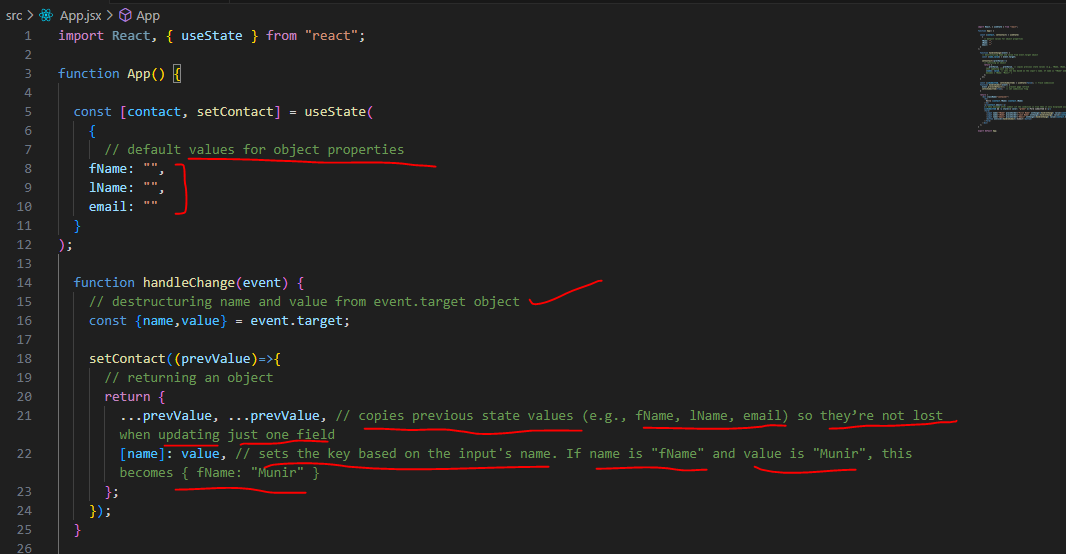 src > App.jsx > App
1 import React, { useState } from "react";
2
3 function App() {
4
5 const [contact, setContact] = useState(
6 {
7 // default values for object properties
8 fName: "",
9 lName: "",
10 email: ""
11 }
12 );
13
14 function handleChange(event) {
15 // destructuring name and value from event.target object
16 const {name,value} = event.target;
17
18 setContact((prevValue)=>{
19 // returning an object
20 return {
21 ...prevValue, ...prevValue, // copies previous state values (e.g., fName, lName, email) so they’re not lost
when updating just one field
22 [name]: value, // sets the key based on the input's name. If name is "fName" and value is "Munir", this
becomes { fName: "Munir" }
23 };
24 });
25 }
26